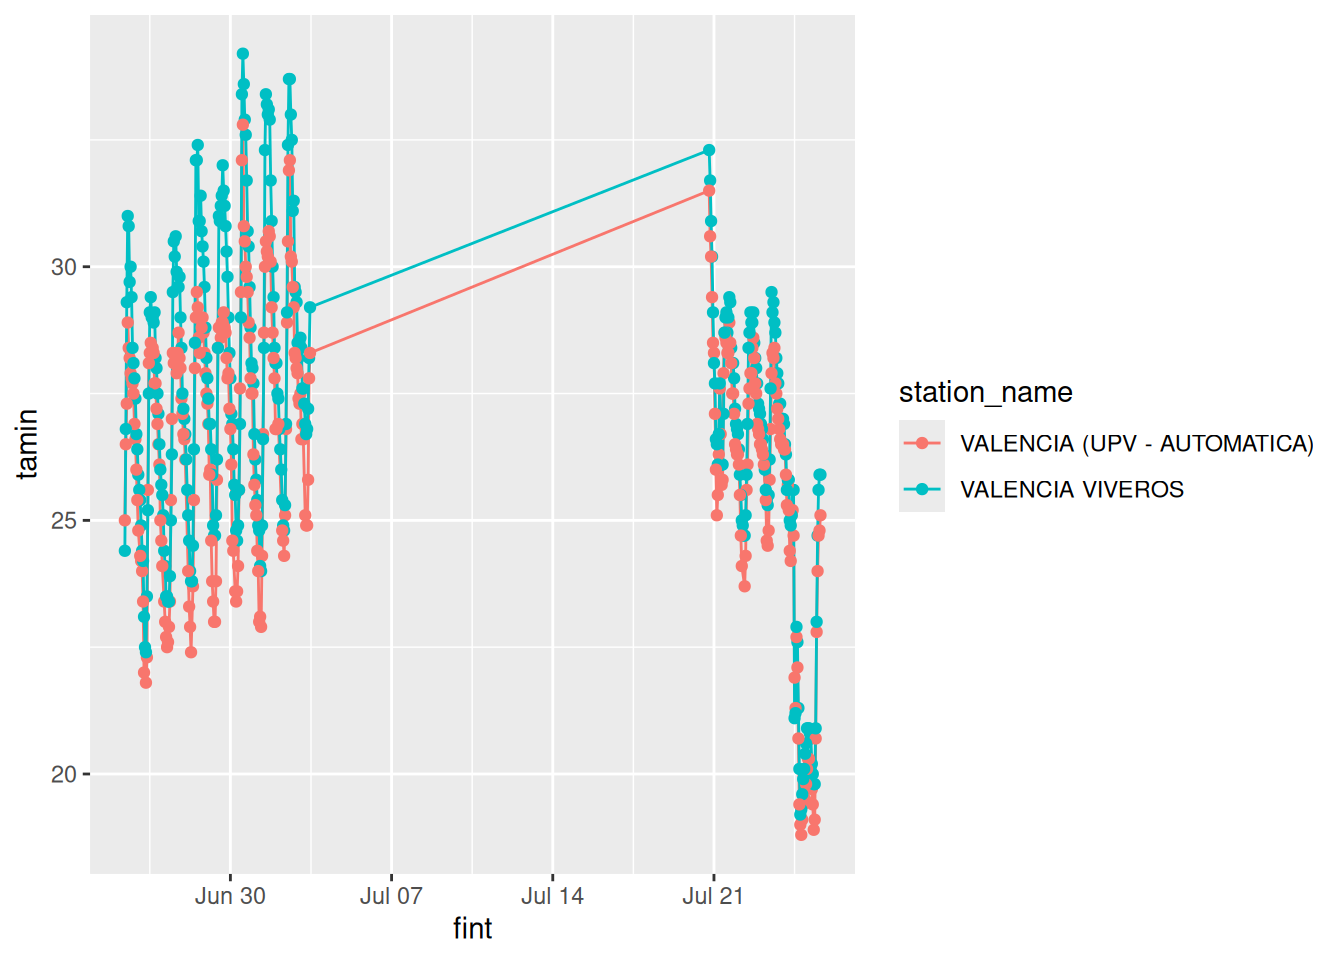 30
25
20
tamin
Jun 30
Jul 07
Jul 14
Jul 21
fint
station_name
VALENCIA (UPV - AUTOMATICA)
VALENCIA VIVEROS